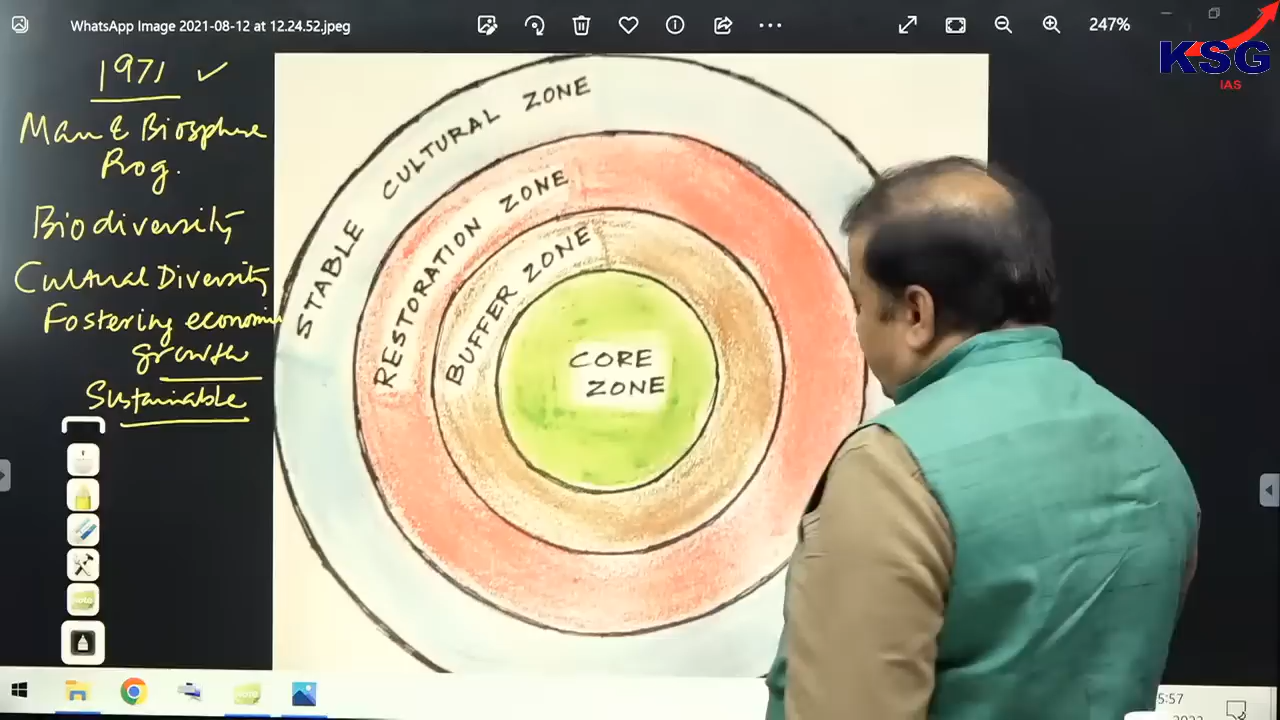 WhatsApp Image 2021-08-12 at 12.24.52.jpeg
247%
KSG
IAS
1971 ✓
Man & Biosphere
Prog.
Biodiversity
Cultural Diversity
Fostering economic
growth
Sustainable
STABLE CULTURAL ZONE
RESTORATION ZONE
BUFFER ZONE
CORE
ZONE
5:57